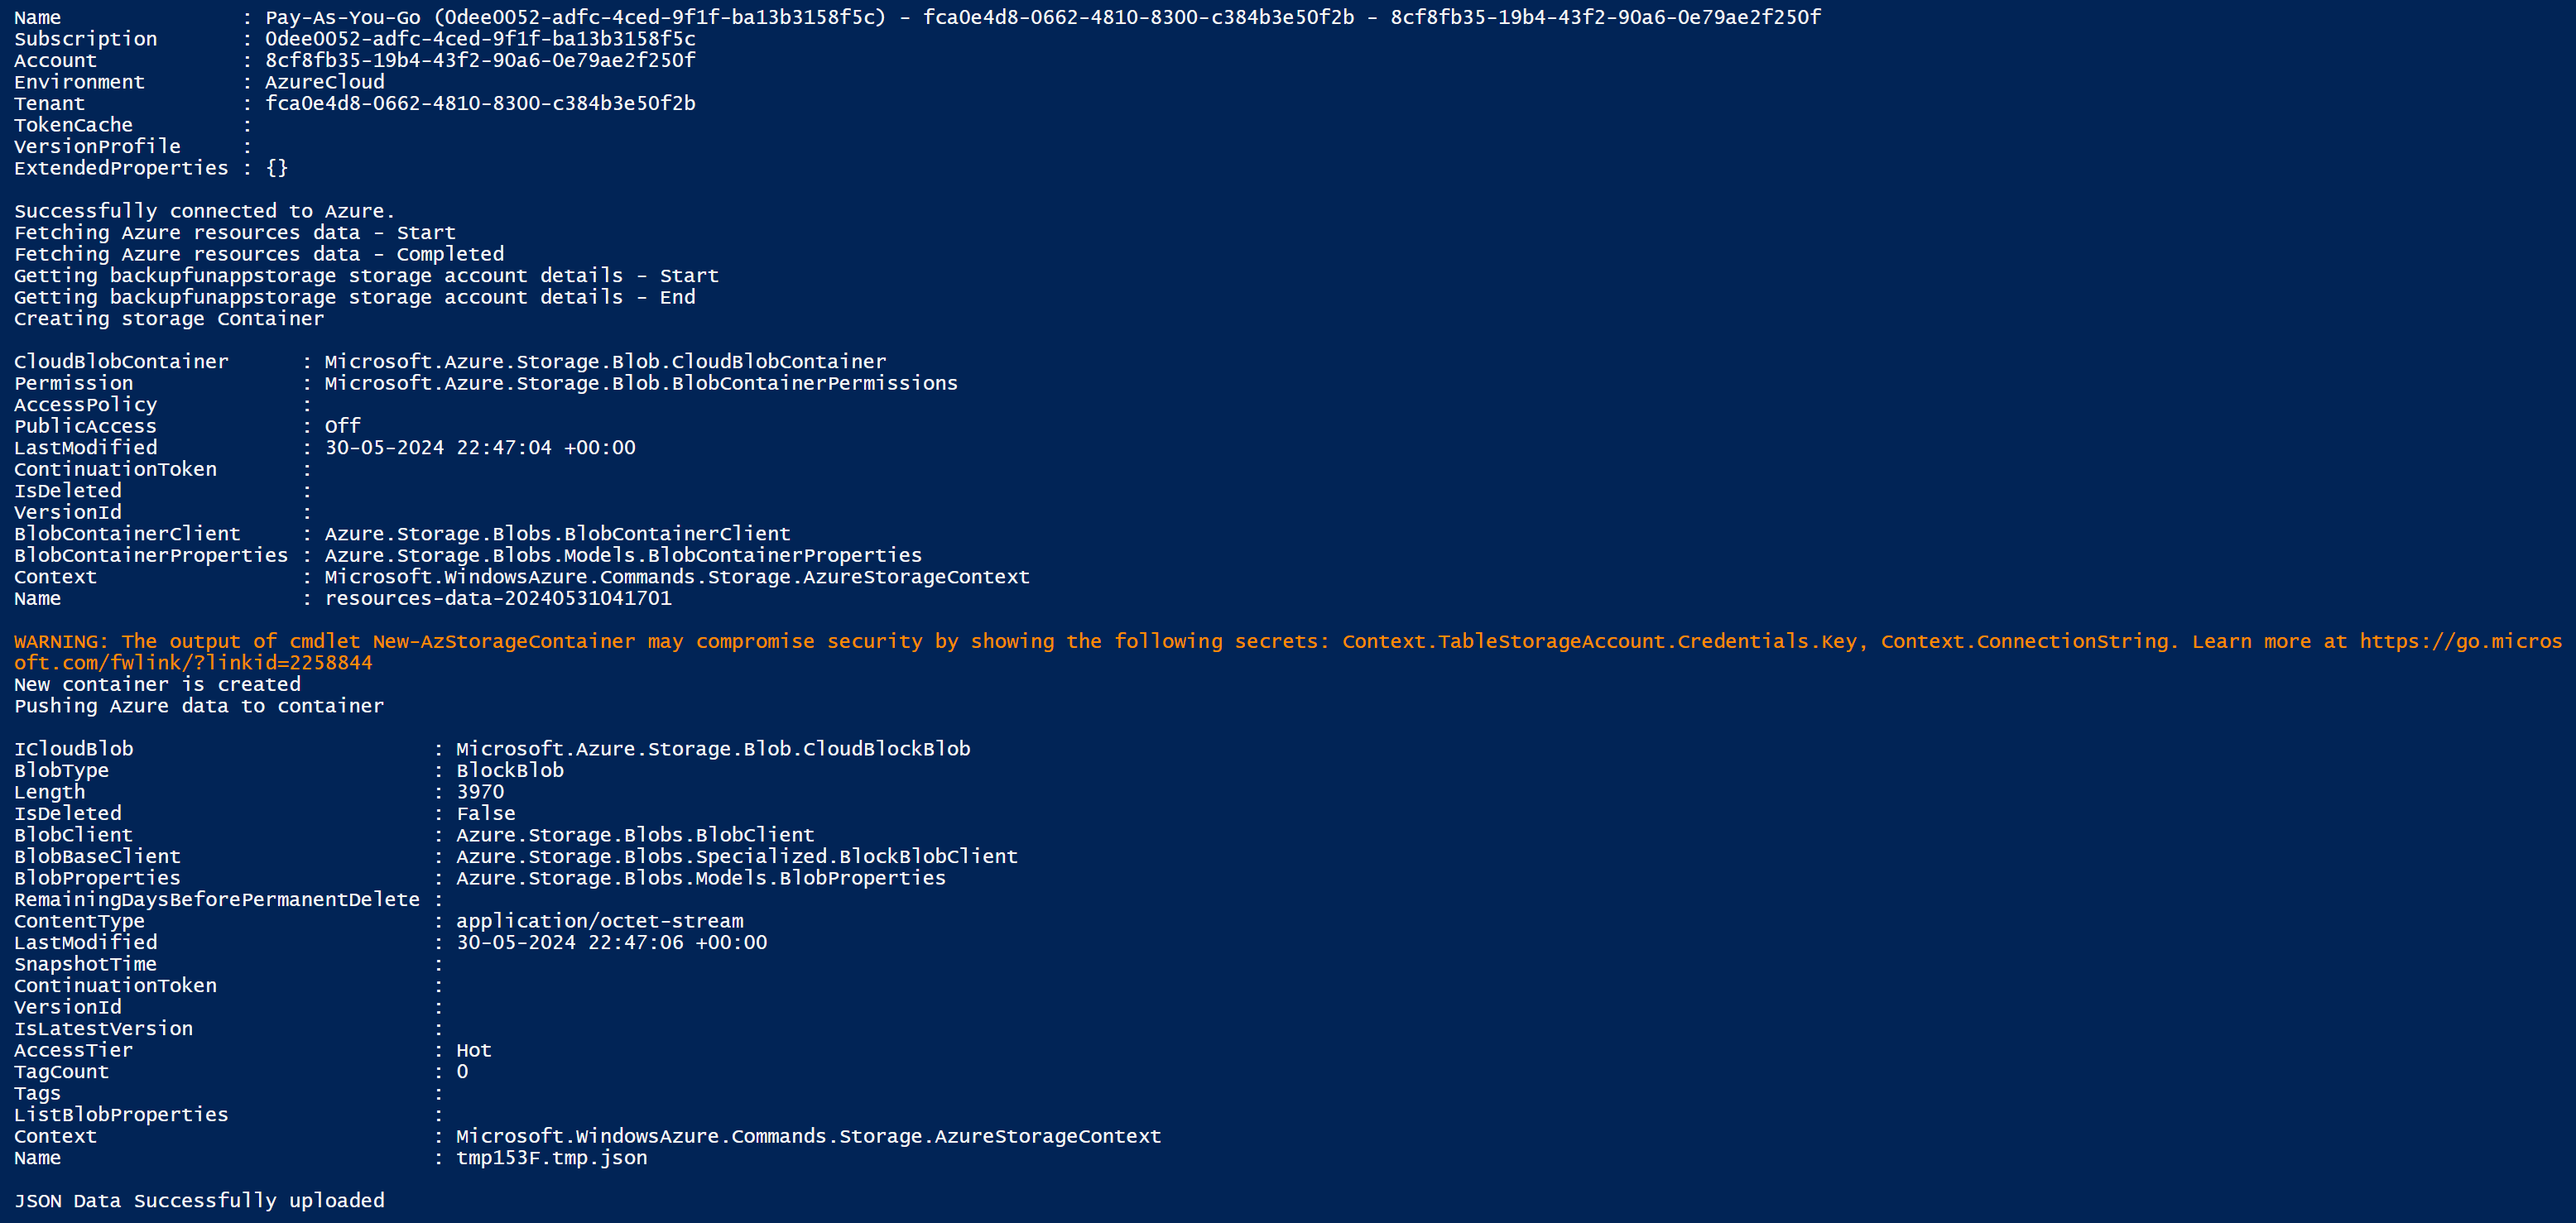 Name              : Pay-As-You-Go (0dee0052-adfc-4ced-9f1f-ba13b3158f5c) - fca0e4d8-0662-4810-8300-c384b3e50f2b - 8cf8fb35-19b4-43f2-90a6-0e79ae2f250f
Subscription       : 0dee0052-adfc-4ced-9f1f-ba13b3158f5c
Account            : 8cf8fb35-19b4-43f2-90a6-0e79ae2f250f
Environment        : AzureCloud
Tenant             : fca0e4d8-0662-4810-8300-c384b3e50f2b
TokenCache         :
VersionProfile     :
ExtendedProperties : {}
Successfully connected to Azure.
Fetching Azure resources data - Start
Fetching Azure resources data - Completed
Getting backupfunappstorage storage account details - Start
Getting backupfunappstorage storage account details - End
Creating storage Container
CloudBlobContainer      : Microsoft.Azure.Storage.Blob.CloudBlobContainer
Permission              : Microsoft.Azure.Storage.Blob.BlobContainerPermissions
AccessPolicy            :
PublicAccess            : Off
LastModified            : 30-05-2024 22:47:04 +00:00
ContinuationToken       :
IsDeleted               :
VersionId               :
BlobContainerClient     : Azure.Storage.Blobs.BlobContainerClient
BlobContainerProperties : Azure.Storage.Blobs.Models.BlobContainerProperties
Context                 : Microsoft.WindowsAzure.Commands.Storage.AzureStorageContext
Name                    : resources-data-20240531041701
WARNING: The output of cmdlet New-AzStorageContainer may compromise security by showing the following secrets: Context.TableStorageAccount.Credentials.Key, Context.ConnectionString. Learn more at https://go.micros
oft.com/fwlink/?linkid=2258844
New container is created
Pushing Azure data to container
ICloudBlob                         : Microsoft.Azure.Storage.Blob.CloudBlockBlob
BlobType                           : BlockBlob
Length                             : 3970
IsDeleted                          : False
BlobClient                         : Azure.Storage.Blobs.BlobClient
BlobBaseClient                     : Azure.Storage.Blobs.Specialized.BlockBlobClient
BlobProperties                     : Azure.Storage.Blobs.Models.BlobProperties
RemainingDaysBeforePermanentDelete :
ContentType                        : application/octet-stream
LastModified                       : 30-05-2024 22:47:06 +00:00
SnapshotTime                       :
ContinuationToken                  :
VersionId                          :
IsLatestVersion                    :
AccessTier                         : Hot
TagCount                           : 0
Tags                               :
ListBlobProperties                 :
Context                            : Microsoft.WindowsAzure.Commands.Storage.AzureStorageContext
Name                               : tmp153F.tmp.json
JSON Data Successfully uploaded